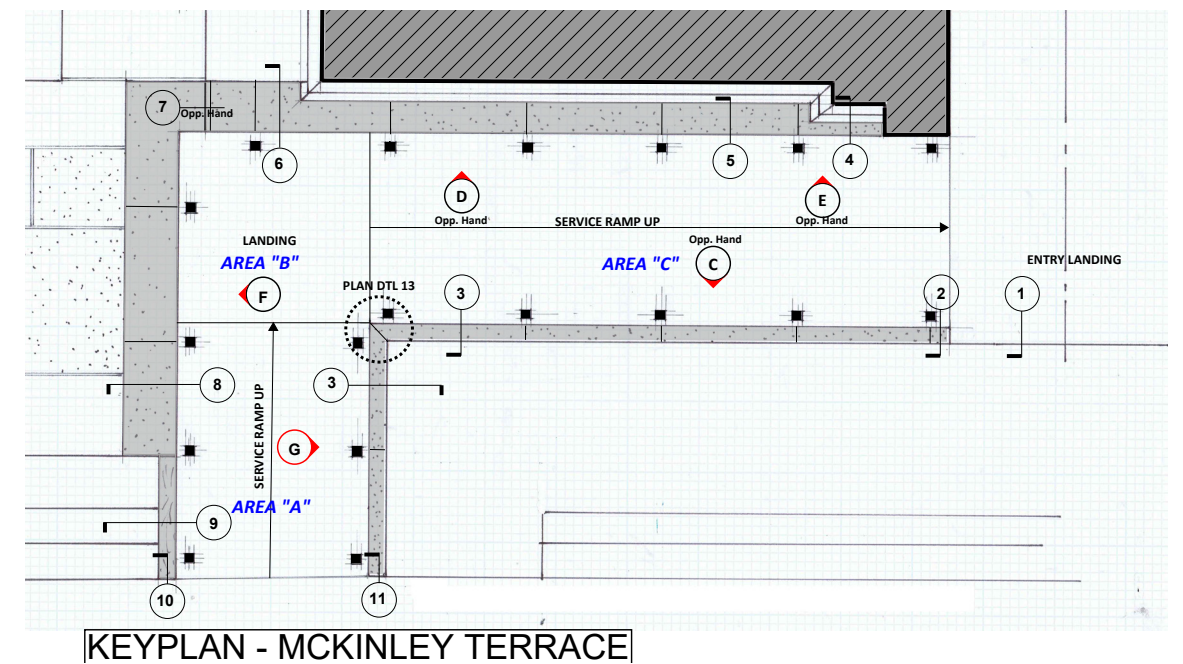 7
Opp. Hand
6
5
4
D
Opp. Hand
E
Opp. Hand
SERVICE RAMP UP
LANDING
AREA "B"
Opp. Hand
C
AREA "C"
ENTRY LANDING
F
PLAN DTL 13
3
2
1
8
3
SERVICE RAMP UP
G
AREA "A"
9
10
11
KEYPLAN - MCKINLEY TERRACE